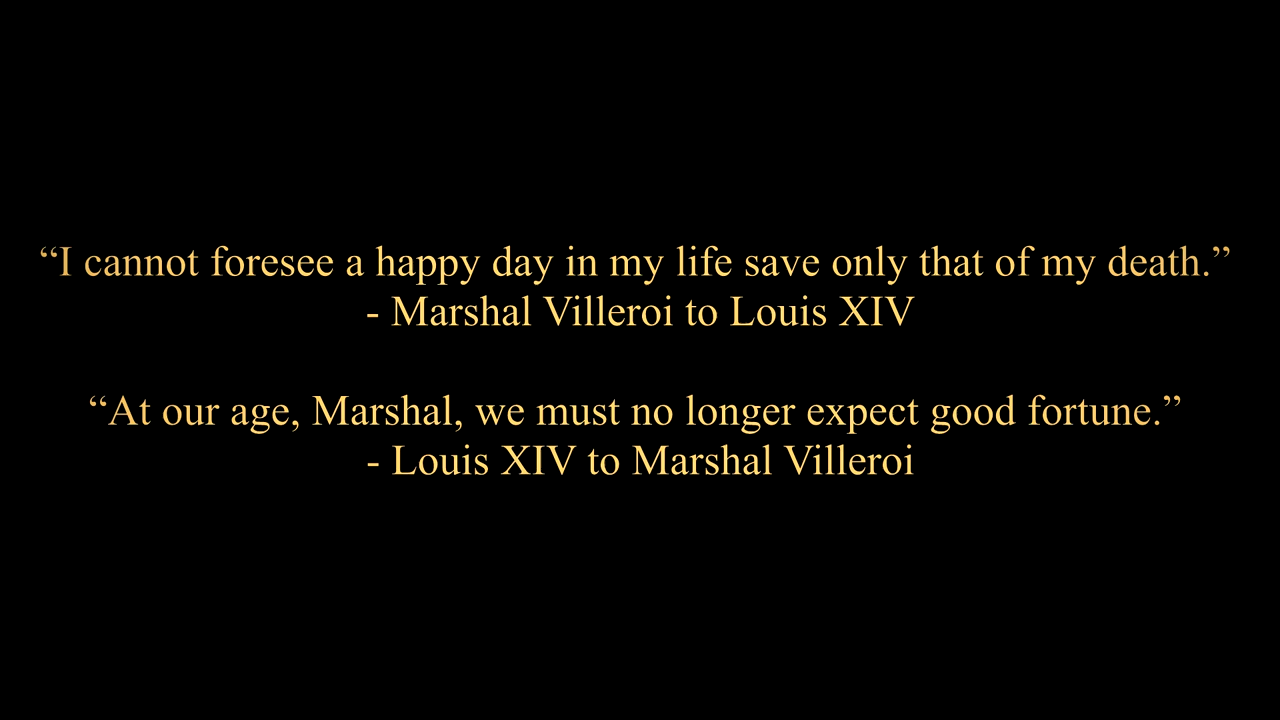 “I cannot foresee a happy day in my life save only that of my death.”
- Marshal Villeroi to Louis XIV
“At our age, Marshal, we must no longer expect good fortune.”
- Louis XIV to Marshal Villeroi